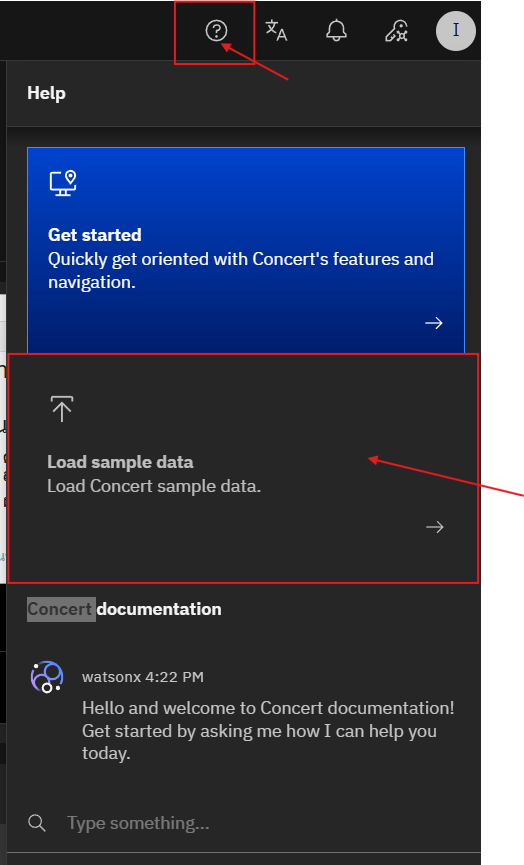 I
Help
Get started
Quickly get oriented with Concert's features and
navigation.
Load sample data
Load Concert sample data.
Concert documentation
watsonx 4:22 PM
Hello and welcome to Concert documentation!
Get started by asking me how I can help you
today.
Type something...